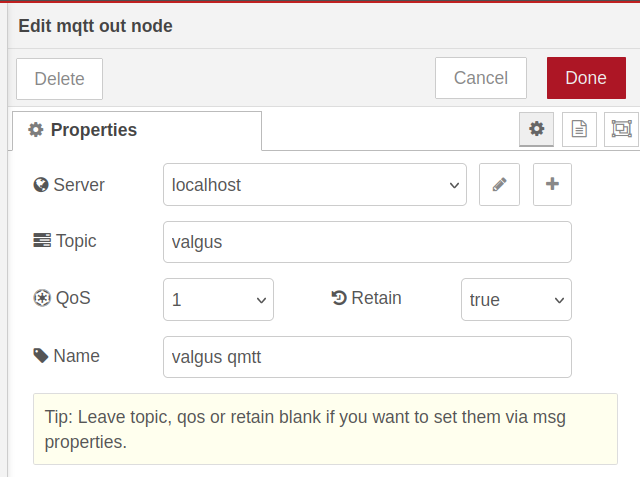 Edit mqtt out node
Delete
Cancel
Done
Properties
Server
localhost
Topic
valgus
QoS
1
Retain
true
Name
valgus qmtt
Tip: Leave topic, qos or retain blank if you want to set them via msg
properties.